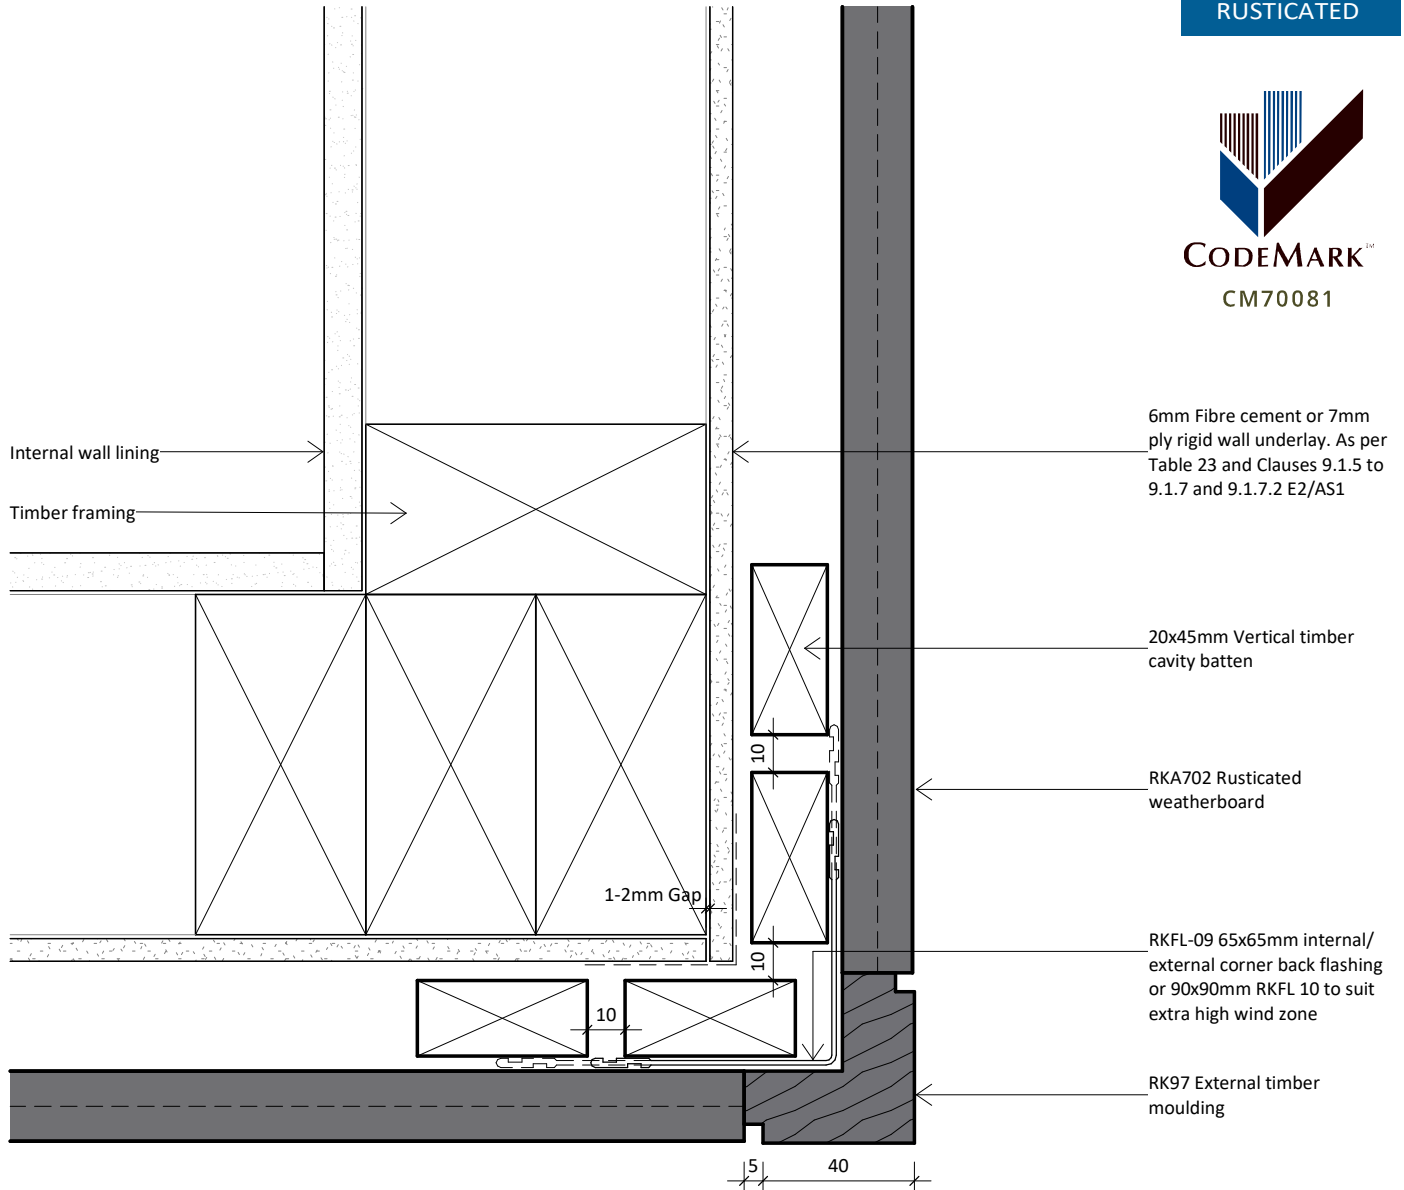 RUSTICATED
CODEMARK™
CM70081
6mm Fibre cement or 7mm
ply rigid wall underlay. As per
Table 23 and Clauses 9.1.5 to
9.1.7 and 9.1.7.2 E2/AS1
Internal wall lining
Timber framing
20x45mm Vertical timber
cavity batten
10
RKA702 Rusticated
weatherboard
1-2mm Gap
10
RKFL-09 65x65mm internal/
external corner back flashing
or 90x90mm RKFL 10 to suit
extra high wind zone
10
RK97 External timber
moulding
5 40